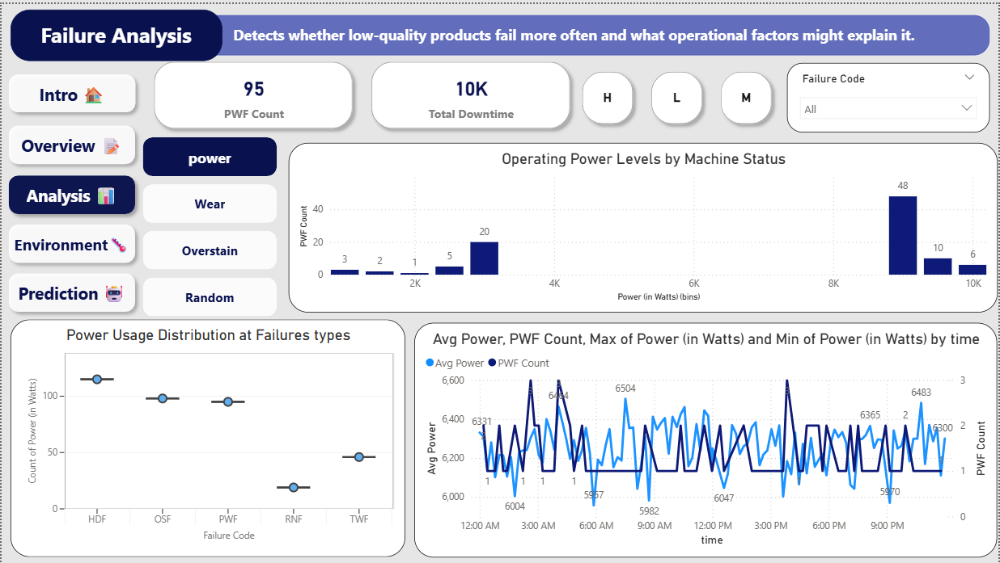 Failure Analysis
Detects whether low-quality products fail more often and what operational factors might explain it.
Intro
Overview
Analysis
Environment
Prediction
95
PWF Count
10K
Total Downtime
H
L
M
Failure Code
All
power
Wear
Overstain
Random
Operating Power Levels by Machine Status
PWF Count
40
20
0
3
2
1
5
20
48
10
6
2K
4K
6K
8K
10K
Power (in Watts) (bins)
Power Usage Distribution at Failures types
Count of Power (in Watts)
100
50
0
HDF
OSF
PWF
RNF
TWF
Failure Code
Avg Power, PWF Count, Max of Power (in Watts) and Min of Power (in Watts) by time
Avg Power
PWF Count
Avg Power
6,600
6,400
6,200
6,000
6331
6004
6464
5957
6504
5982
6047
6365
5970
6483
6300
1
1
1
1
3
3
2
3
2
1
0
PWF Count
12:00 AM
3:00 AM
6:00 AM
9:00 AM
12:00 PM
3:00 PM
6:00 PM
9:00 PM
time